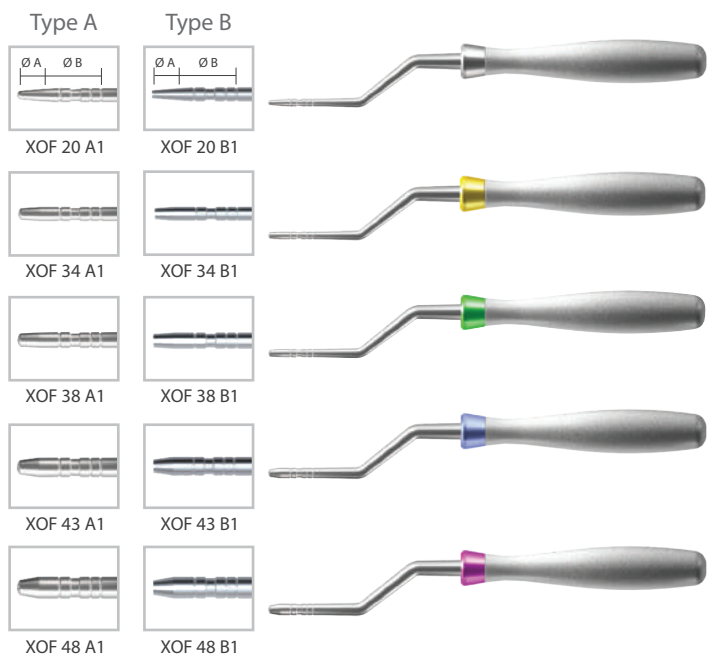 Type A Type B
Ø A Ø B Ø A Ø B
XOF 20 A1 XOF 20 B1
XOF 34 A1 XOF 34 B1
XOF 38 A1 XOF 38 B1
XOF 43 A1 XOF 43 B1
XOF 48 A1 XOF 48 B1